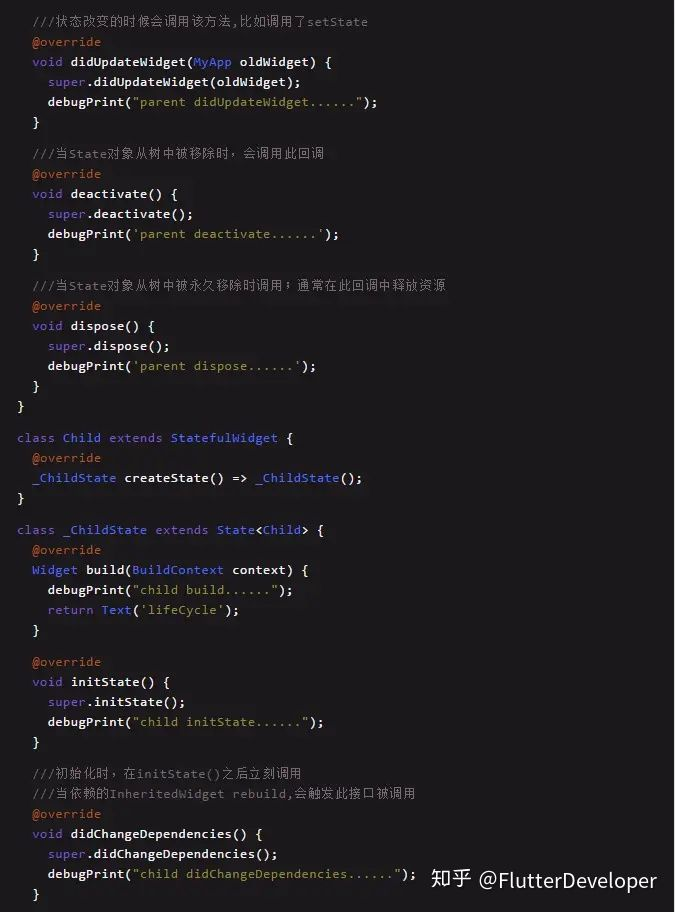 ///状态改变的时候会调用该方法,比如调用了setState
@override
void didUpdateWidget(MyApp oldWidget) {
super.didUpdateWidget(oldWidget);
debugPrint("parent didUpdateWidget......");
}
///当State对象从树中被移除时，会调用此回调
@override
void deactivate() {
super.deactivate();
debugPrint('parent deactivate......');
}
///当State对象从树中被永久移除时调用；通常在此回调中释放资源
@override
void dispose() {
super.dispose();
debugPrint('parent dispose......');
}
}
class Child extends StatefulWidget {
@override
_ChildState createState() => _ChildState();
}
class _ChildState extends State<Child> {
@override
Widget build(BuildContext context) {
debugPrint("child build......");
return Text('lifeCycle');
}
@override
void initState() {
super.initState();
debugPrint("child initState......");
}
///初始化时，在initState()之后立刻调用
///当依赖的InheritedWidget rebuild,会触发此接口被调用
@override
void didChangeDependencies() {
super.didChangeDependencies();
debugPrint("child didChangeDependencies......");
}
知乎 @FlutterDeveloper